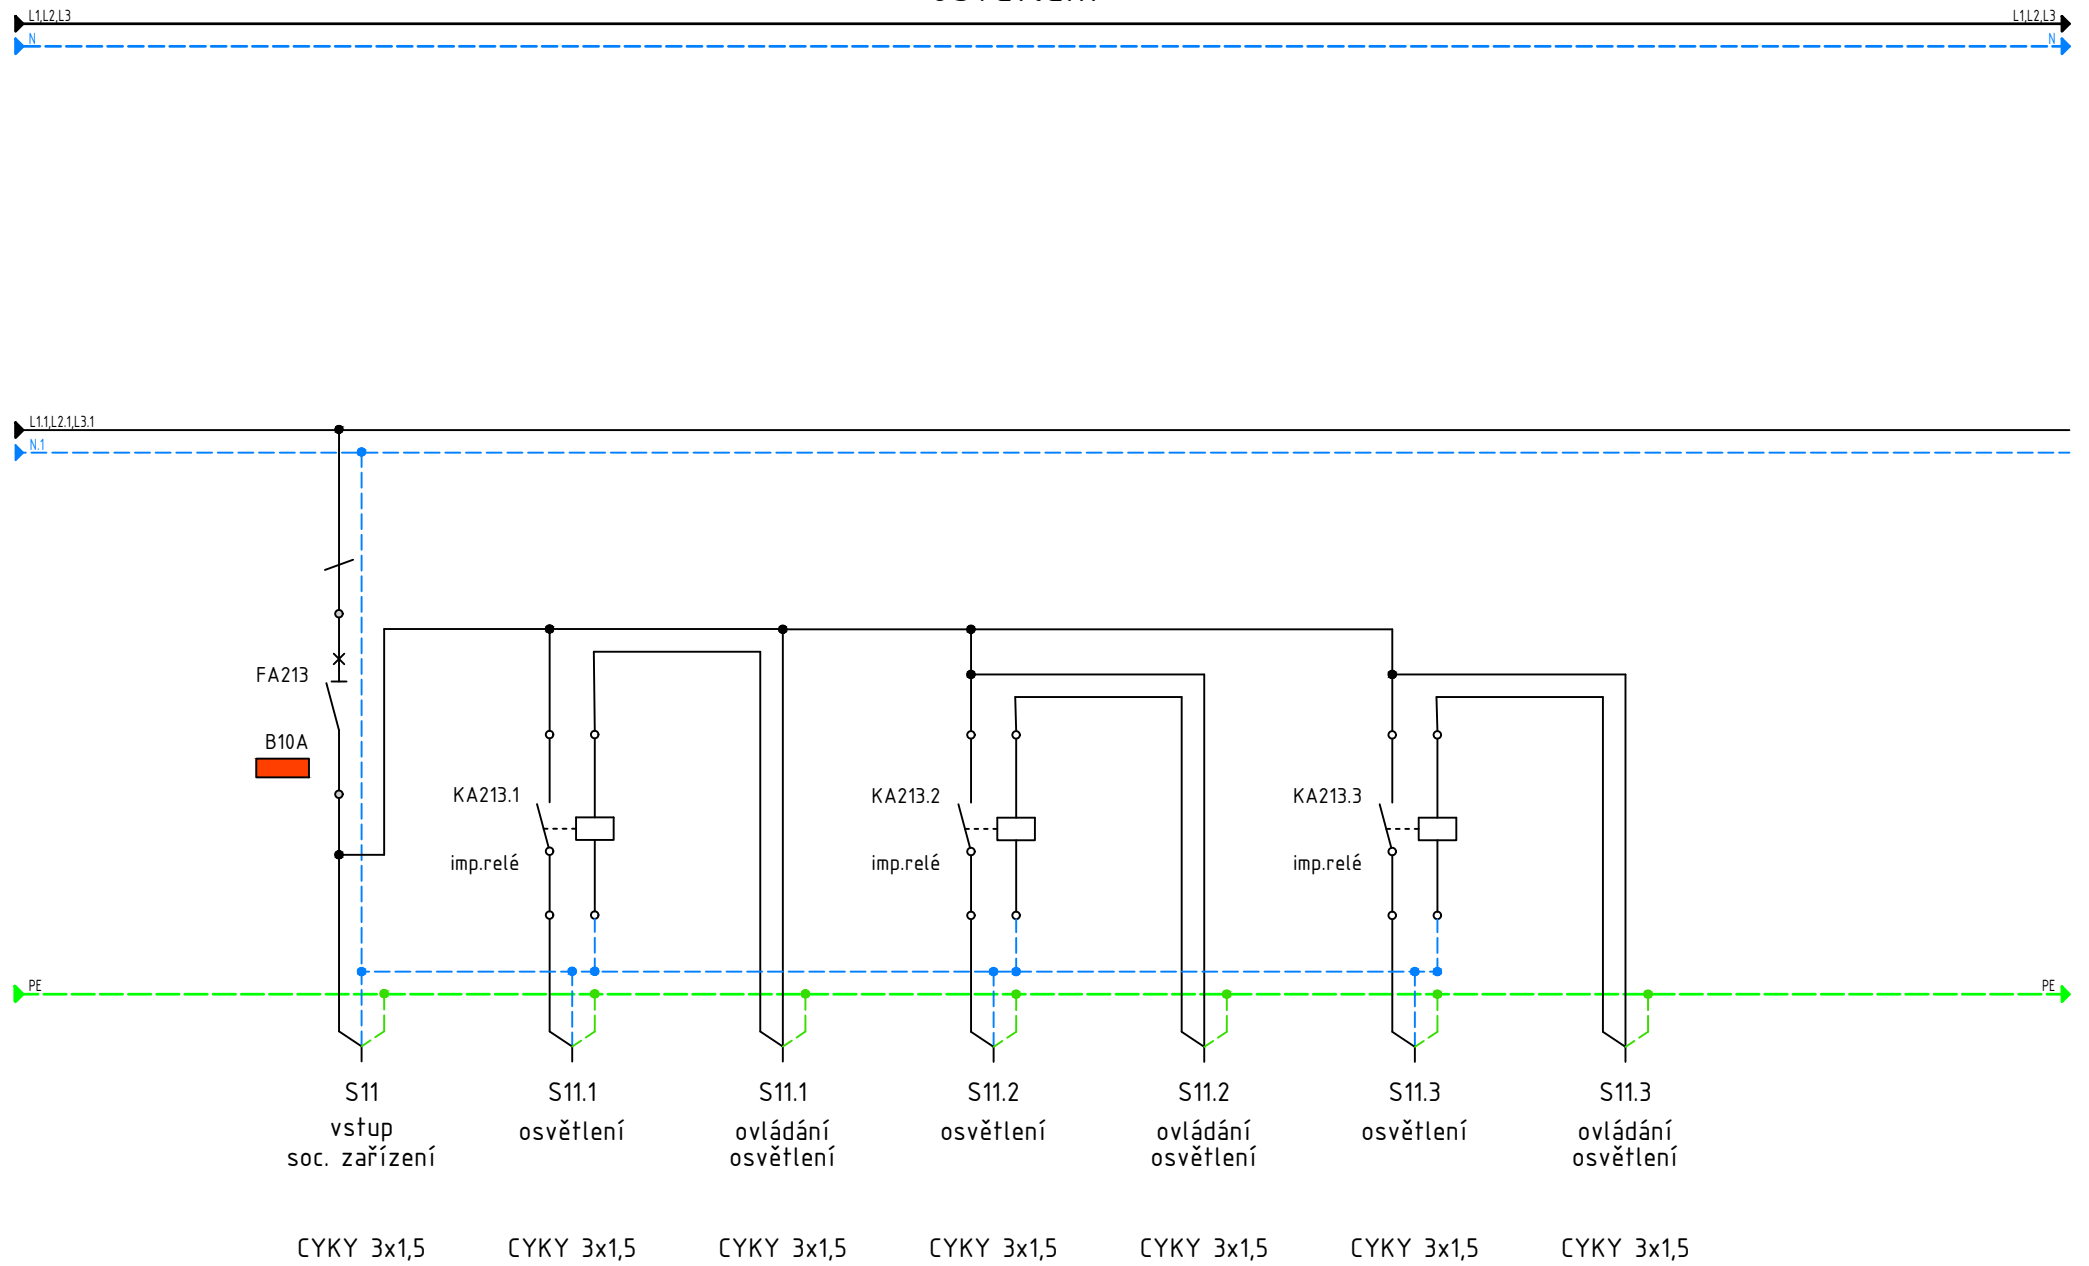 L1,L2,L3
L1,L2,L3
N
N
L1.1,L2.1,L3.1
N.1
FA213
B10A
KA213.1
KA213.2
KA213.3
imp.relé
imp.relé
imp.relé
PE
PE
S11
S11.1
S11.1
S11.2
S11.2
S11.3
S11.3
vstup
soc. zařízení
osvětlení
ovládání
osvětlení
osvětlení
ovládání
osvětlení
osvětlení
ovládání
osvětlení
CYKY 3x1,5
CYKY 3x1,5
CYKY 3x1,5
CYKY 3x1,5
CYKY 3x1,5
CYKY 3x1,5
CYKY 3x1,5